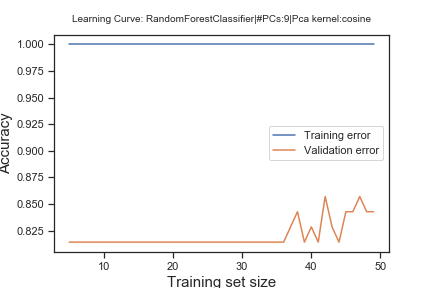 Learning Curve: RandomForestClassifier|#PCs:9|Pca kernel:cosine
1.000
0.975
0.950
0.925
0.900
0.875
0.850
0.825
Accuracy
Training error
Validation error
10
20
30
40
50
Training set size